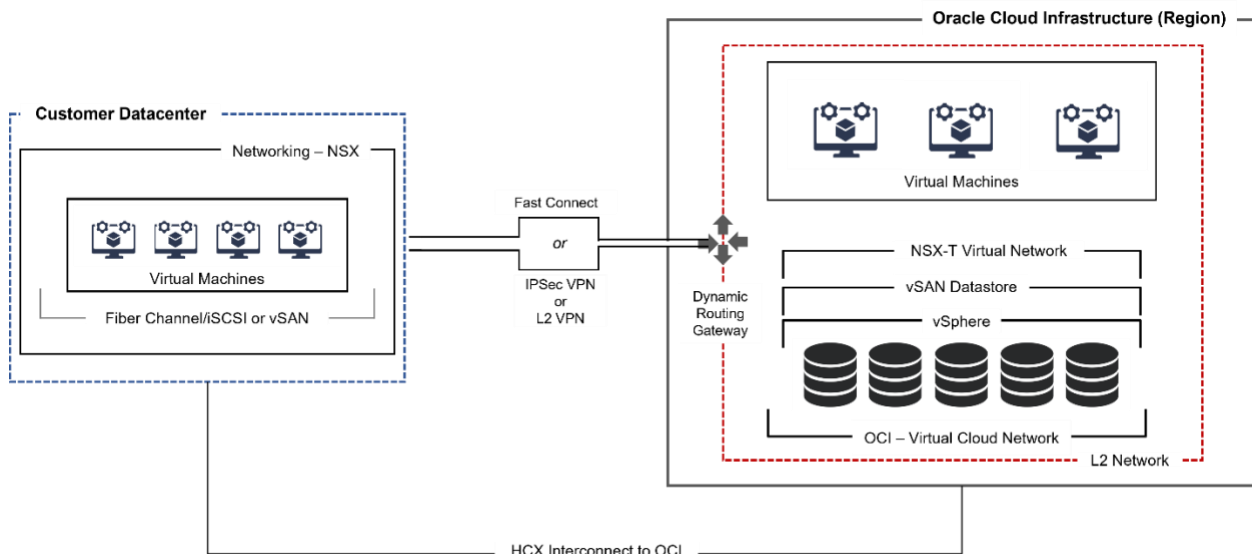 Oracle Cloud Infrastructure (Region)
Customer Datacenter
Networking – NSX
Virtual Machines
Fiber Channel/iSCSI or vSAN
Fast Connect
or
IPSec VPN
or
L2 VPN
Dynamic
Routing
Gateway
Virtual Machines
NSX-T Virtual Network
vSAN Datastore
vSphere
OCI – Virtual Cloud Network
L2 Network
HCX Interconnect to OCI